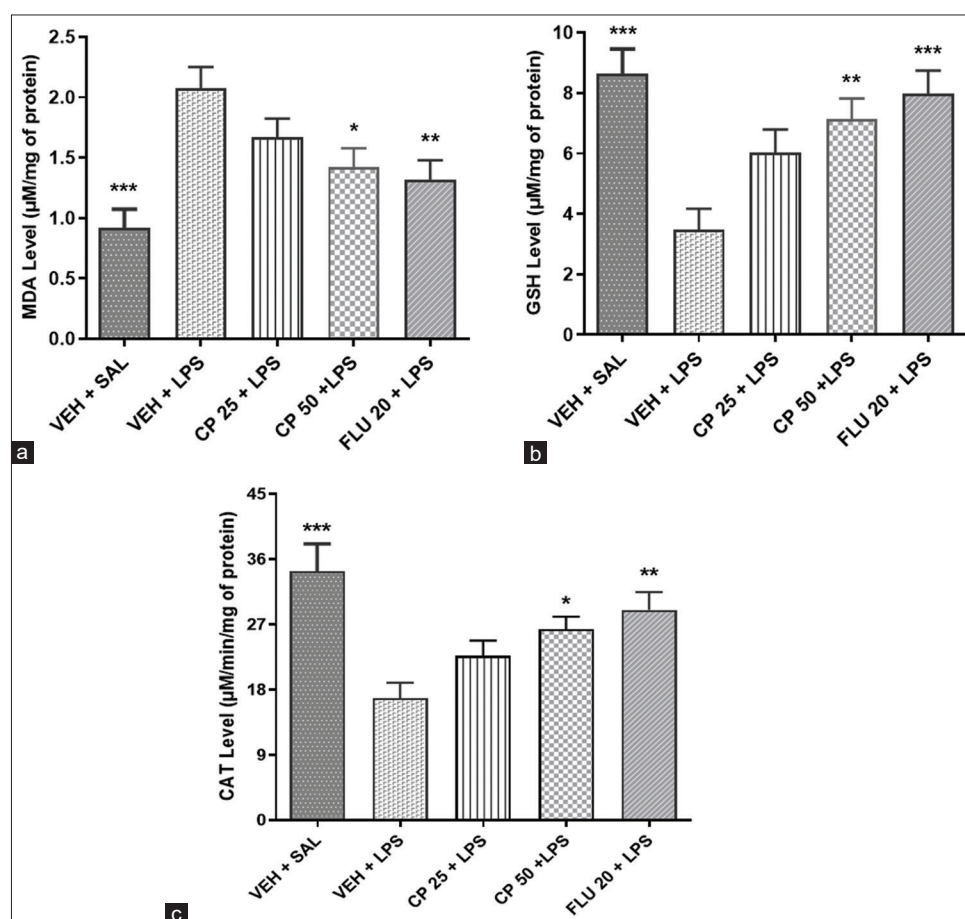 MDA Level (µM/mg of protein)
2.5
2.0
1.5
1.0
0.5
0.0
***
*
**
VEH + SAL
VEH + LPS
CP 25 + LPS
CP 50 +LPS
FLU 20 + LPS
a
GSH Level (µM/mg of protein)
10
8
6
4
2
0
***
**
***
VEH + SAL
VEH + LPS
CP 25 + LPS
CP 50 +LPS
FLU 20 + LPS
b
CAT Level (µM/min/mg of protein)
45
36
27
18
9
0
***
*
**
VEH + SAL
VEH + LPS
CP 25 + LPS
CP 50 +LPS
FLU 20 + LPS
c